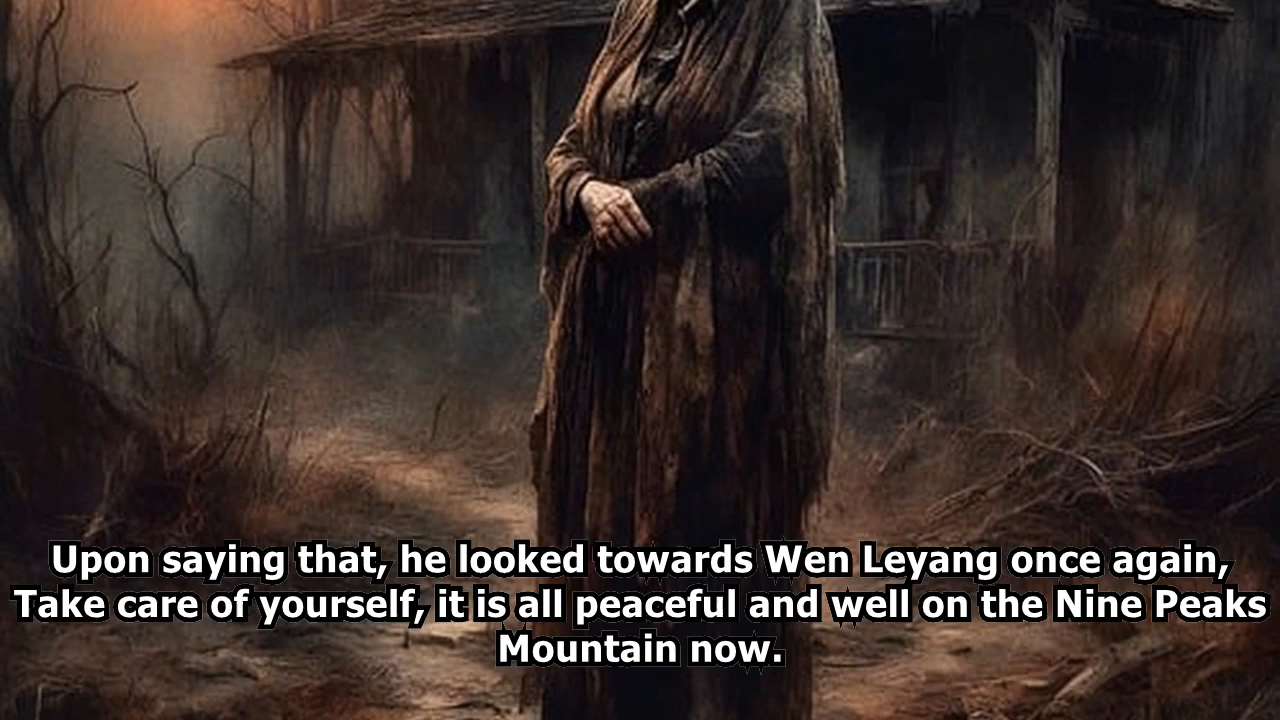 Upon saying that, he looked towards Wen Leyang once again,
Take care of yourself, it is all peaceful and well on the Nine Peaks
Mountain now.